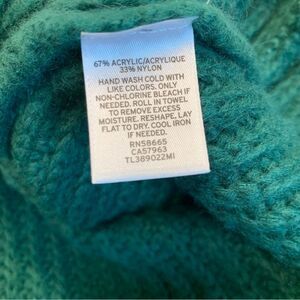 67% ACRYLIC/ACRYLIQUE
33% NYLON
HAND WASH COLD WITH
LIKE COLORS. ONLY
NON-CHLORINE BLEACH IF
NEEDED. ROLL IN TOWEL
TO REMOVE EXCESS
MOISTURE. RESHAPE, LAY
FLAT TO DRY. COOL IRON
IF NEEDED.
RN58665
CA57963
TL389022MI